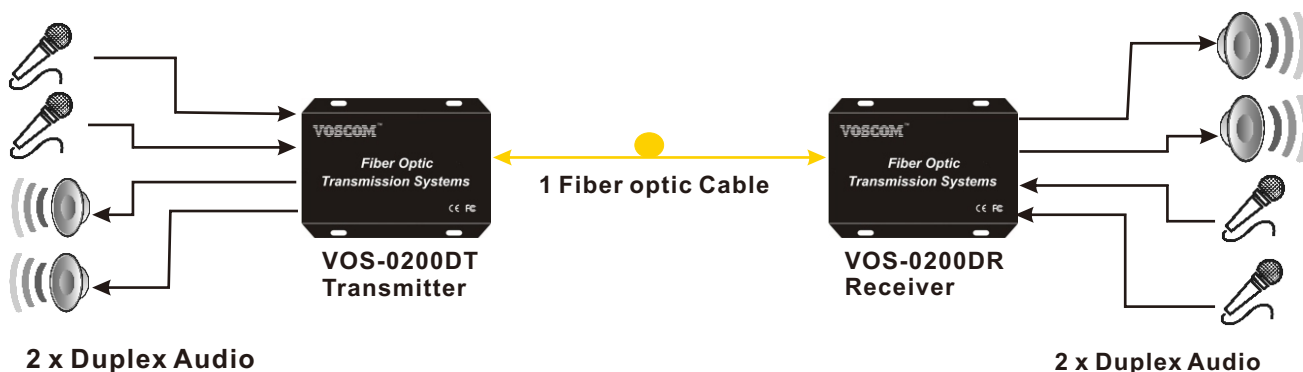 VOSCOM™
Fiber Optic
Transmission Systems
CE FC
VOS-0200DT
Transmitter
1 Fiber optic Cable
VOSCOM™
Fiber Optic
Transmission Systems
CE FC
VOS-0200DR
Receiver
2 x Duplex Audio
2 x Duplex Audio